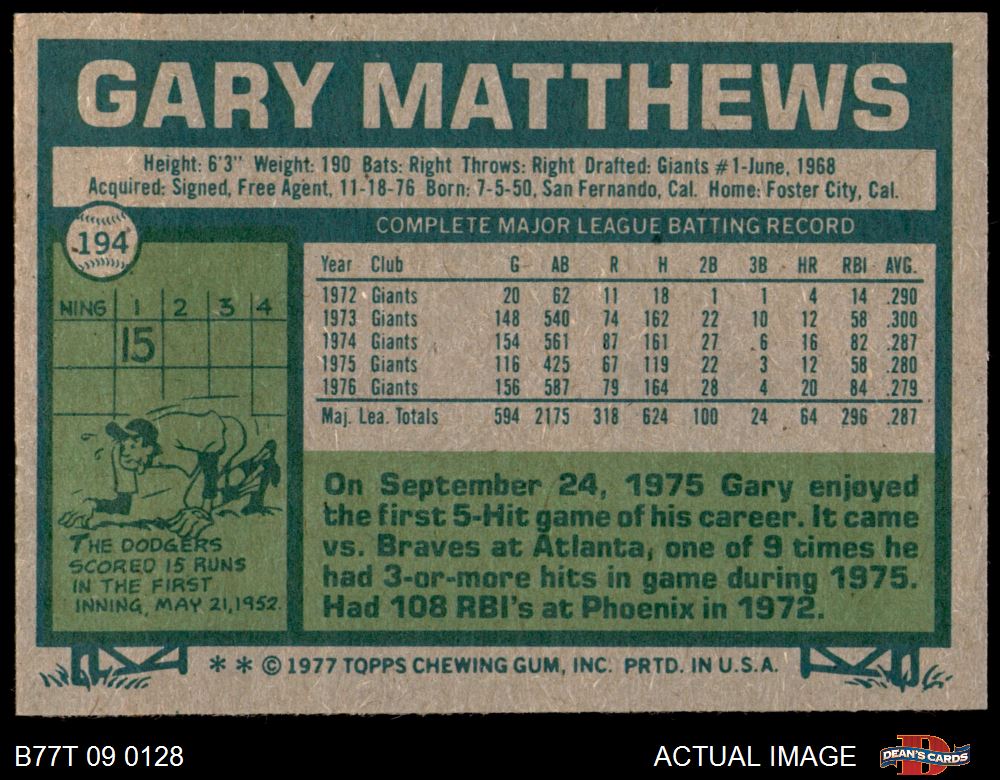 GARY MATTHEWS
Height: 6'3" Weight: 190 Bats: Right Throws: Right Drafted: Giants #1-June, 1968
Acquired: Signed, Free Agent, 11-18-76 Born: 7-5-50, San Fernando, Cal. Home: Foster City, Cal.
194
COMPLETE MAJOR LEAGUE BATTING RECORD
Year Club G AB R H 2B 3B HR RBI AVG.
1972 Giants 20 62 11 18 1 1 4 14 .290
1973 Giants 148 540 74 162 22 10 12 58 .300
1974 Giants 154 561 87 161 27 6 16 82 .287
1975 Giants 116 425 67 119 22 3 12 58 .280
1976 Giants 156 587 79 164 28 4 20 84 .279
Maj. Lea. Totals 594 2175 318 624 100 24 64 296 .287
NING 1 2 3 4
15
THE DODGERS
SCORED 15 RUNS
IN THE FIRST
INNING, MAY 21, 1952.
On September 24, 1975 Gary enjoyed
the first 5-Hit game of his career. It came
vs. Braves at Atlanta, one of 9 times he
had 3-or-more hits in game during 1975.
Had 108 RBI's at Phoenix in 1972.
** © 1977 TOPPS CHEWING GUM, INC. PRTD. IN U.S.A.
B77T 09 0128
ACTUAL IMAGE
D
DEAN'S CARDS